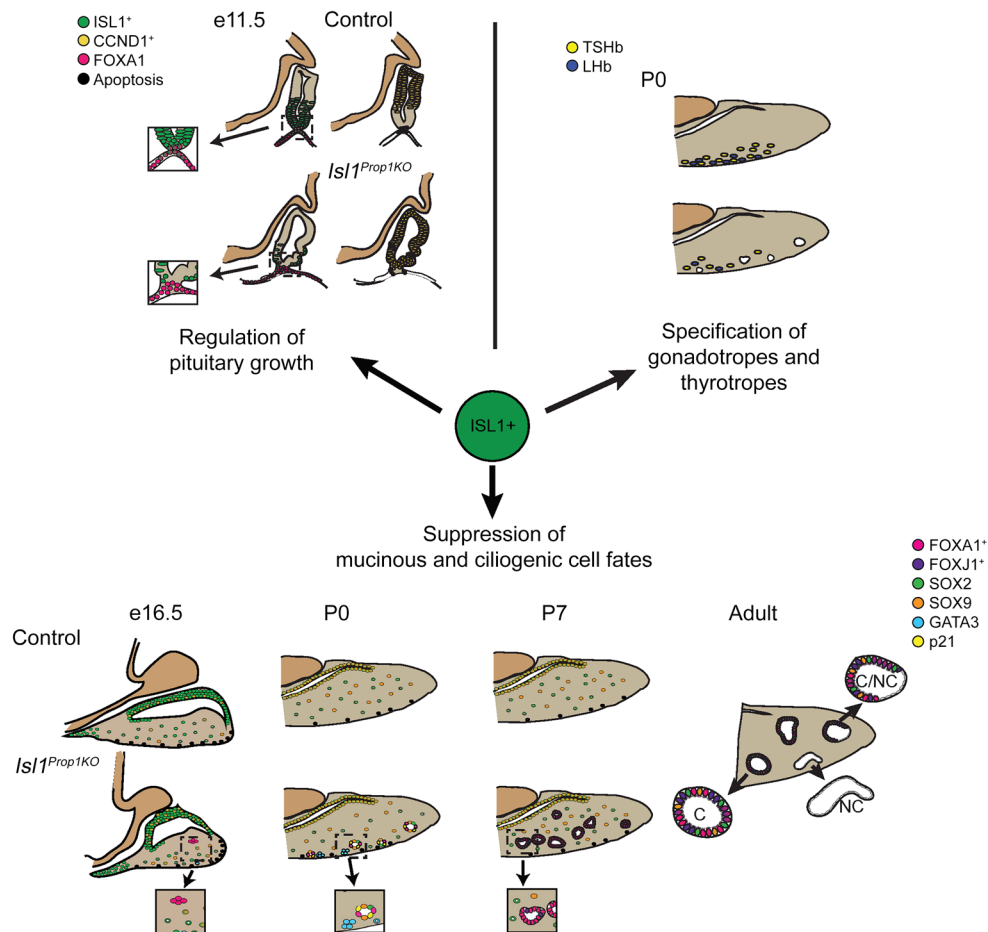 e11.5
Control
ISL1⁺
CCND1⁺
FOXA1
Apoptosis
Isl1ᴾʳᵒᵖ¹ᴷᴼ
TSHb
LHb
P0
Regulation of
pituitary growth
Specification of
gonadotropes and
thyrotropes
ISL1+
Suppression of
mucinous and ciliogenic cell fates
FOXA1⁺
FOXJ1⁺
SOX2
SOX9
GATA3
p21
e16.5
P0
P7
Adult
Control
Isl1ᴾʳᵒᵖ¹ᴷᴼ
C/NC
C
NC